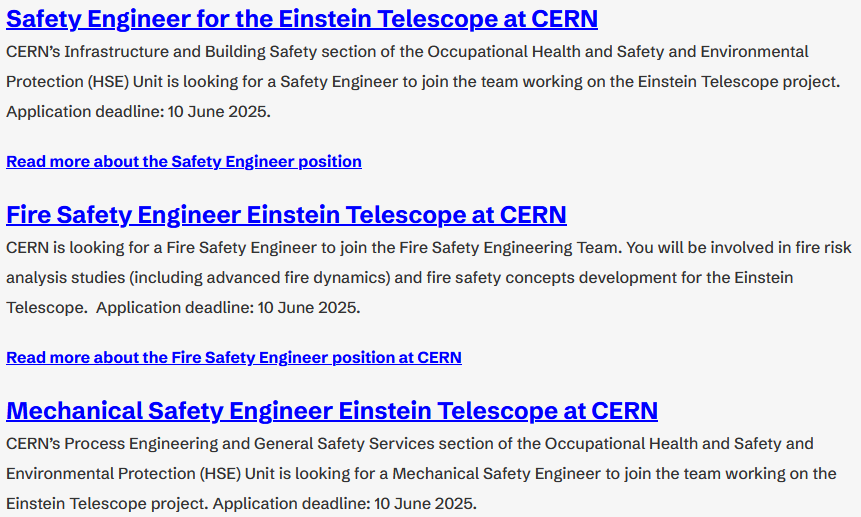 Safety Engineer for the Einstein Telescope at CERN
CERN’s Infrastructure and Building Safety section of the Occupational Health and Safety and Environmental
Protection (HSE) Unit is looking for a Safety Engineer to join the team working on the Einstein Telescope project.
Application deadline: 10 June 2025.
Read more about the Safety Engineer position
Fire Safety Engineer Einstein Telescope at CERN
CERN is looking for a Fire Safety Engineer to join the Fire Safety Engineering Team. You will be involved in fire risk
analysis studies (including advanced fire dynamics) and fire safety concepts development for the Einstein
Telescope.  Application deadline: 10 June 2025.
Read more about the Fire Safety Engineer position at CERN
Mechanical Safety Engineer Einstein Telescope at CERN
CERN’s Process Engineering and General Safety Services section of the Occupational Health and Safety and
Environmental Protection (HSE) Unit is looking for a Mechanical Safety Engineer to join the team working on the
Einstein Telescope project. Application deadline: 10 June 2025.